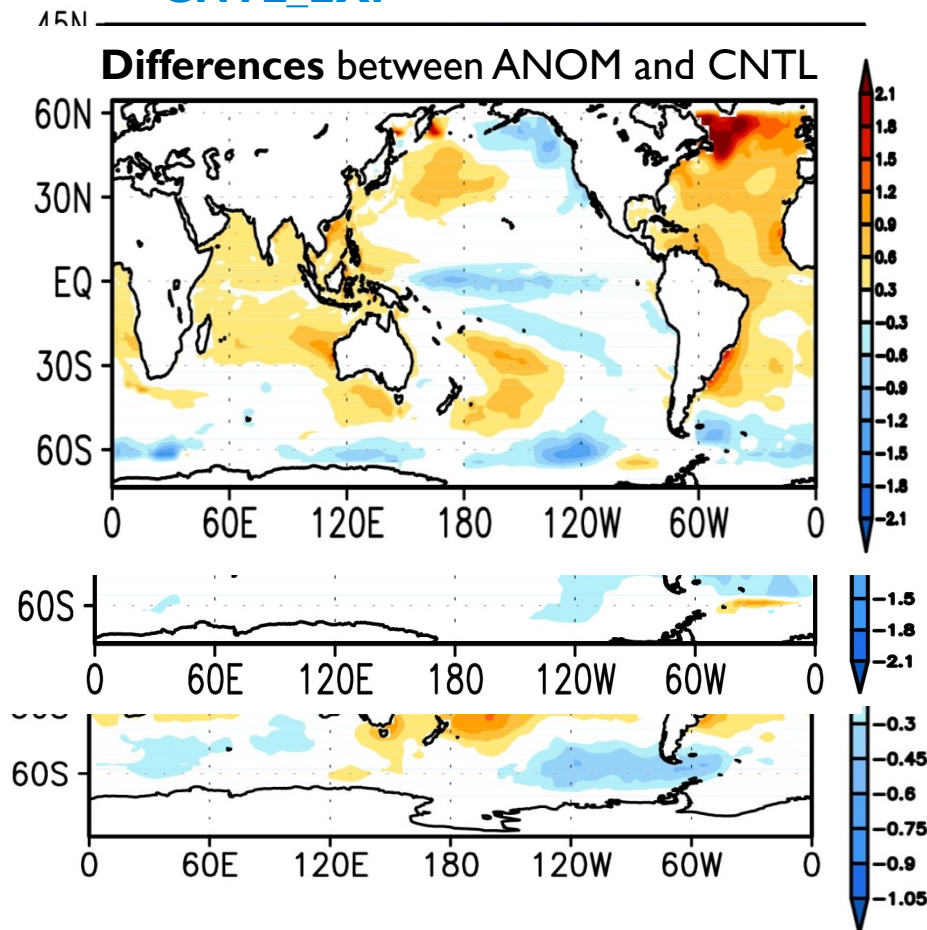 45N
Differences between ANOM and CNTL
60N
30N
EQ
30S
60S
0 60E 120E 180 120W 60W 0
2.1
1.8
1.5
1.2
0.9
0.6
0.3
-0.3
-0.6
-0.9
-1.2
-1.5
-1.8
-2.1
60S
0 60E 120E 180 120W 60W 0
-1.5
-1.8
-2.1
60S
0 60E 120E 180 120W 60W 0
-0.3
-0.45
-0.6
-0.75
-0.9
-1.05